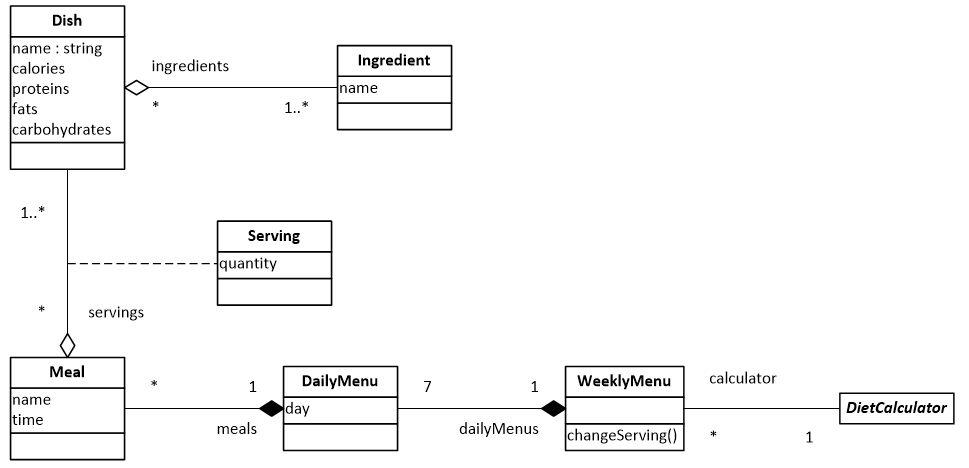 Dish
name : string
calories
proteins
fats
carbohydrates
ingredients
*
1..*
Ingredient
name
1..*
Serving
quantity
*
servings
Meal
name
time
*
1
meals
DailyMenu
day
7
1
dailyMenus
WeeklyMenu
changeServing()
calculator
*
1
DietCalculator